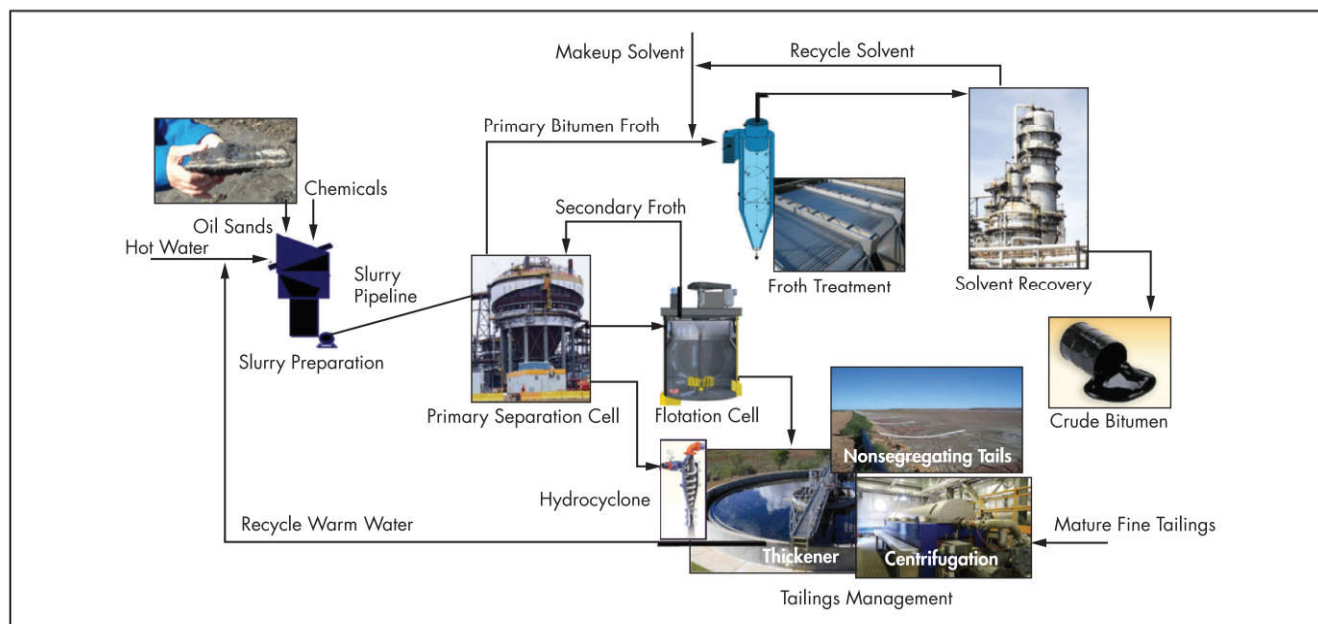 Makeup Solvent
Recycle Solvent
Primary Bitumen Froth
Chemicals
Oil Sands
Hot Water
Secondary Froth
Slurry
Pipeline
Froth Treatment
Solvent Recovery
Slurry Preparation
Primary Separation Cell
Flotation Cell
Crude Bitumen
Nonsegregating Tails
Hydrocyclone
Recycle Warm Water
Mature Fine Tailings
Thickener
Centrifugation
Tailings Management